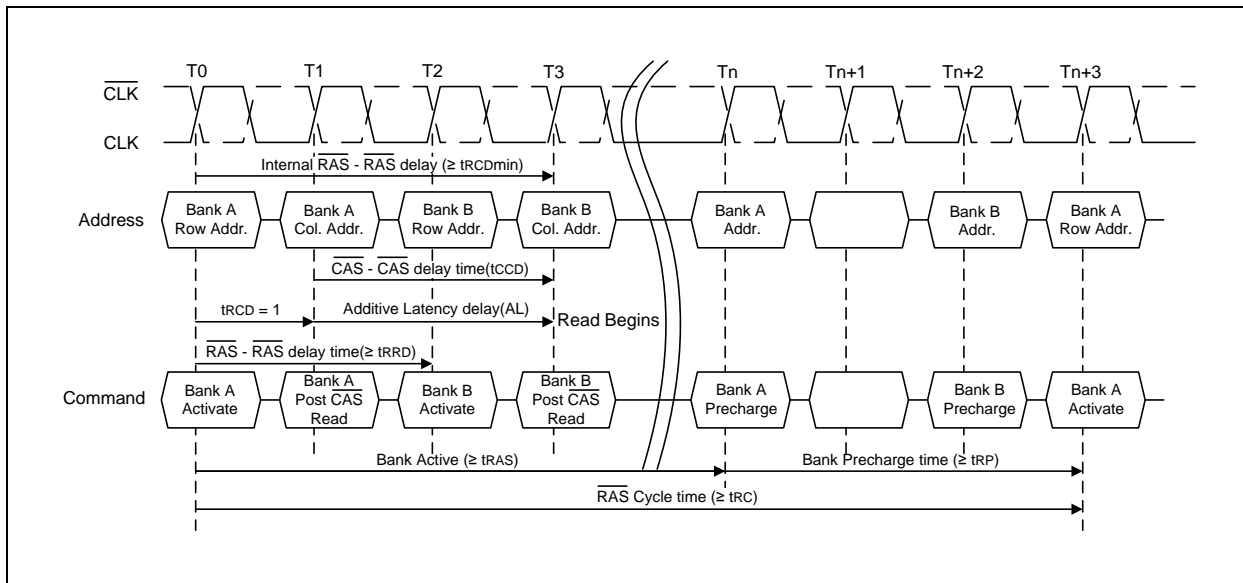 T0 T1 T2 T3 Tn Tn+1 Tn+2 Tn+3
CLK
CLK
Internal RAS - RAS delay (≥ tRCDmin)
Address
Bank A
Row Addr.
Bank A
Col. Addr.
Bank B
Row Addr.
Bank B
Col. Addr.
Bank A
Addr.
Bank B
Addr.
Bank A
Row Addr.
CAS - CAS delay time(tCCD)
tRCD = 1
Additive Latency delay(AL)
Read Begins
RAS - RAS delay time(≥ tRRD)
Command
Bank A
Activate
Bank A
Post CAS
Read
Bank B
Activate
Bank B
Post CAS
Read
Bank A
Precharge
Bank B
Precharge
Bank A
Activate
Bank Active (≥ tRAS)
Bank Precharge time (≥ tRP)
RAS Cycle time (≥ tRC)